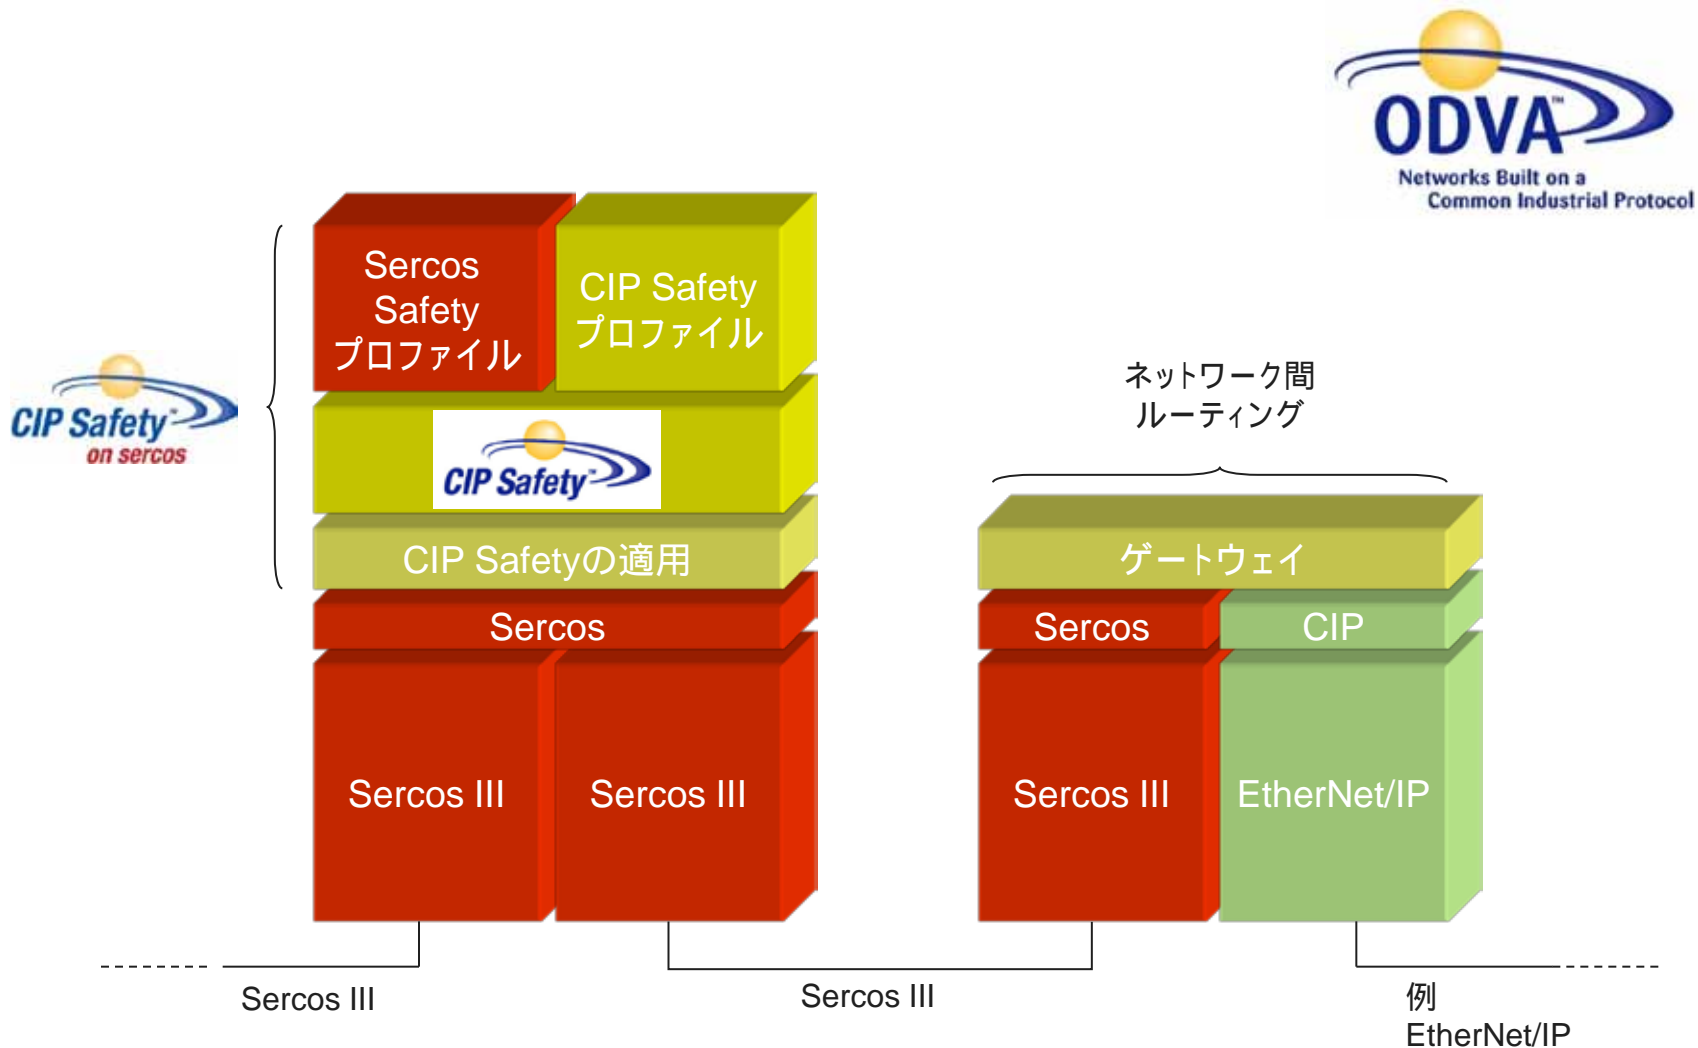 ODVA™
Networks Built on a
Common Industrial Protocol
Sercos
Safety
プロファイル
CIP Safety
プロファイル
CIP Safety™
on sercos
CIP Safety™
CIP Safetyの適用
Sercos
Sercos III
Sercos III
ネットワーク間
ルーティング
ゲートウェイ
Sercos
CIP
Sercos III
EtherNet/IP
Sercos III
Sercos III
例
EtherNet/IP